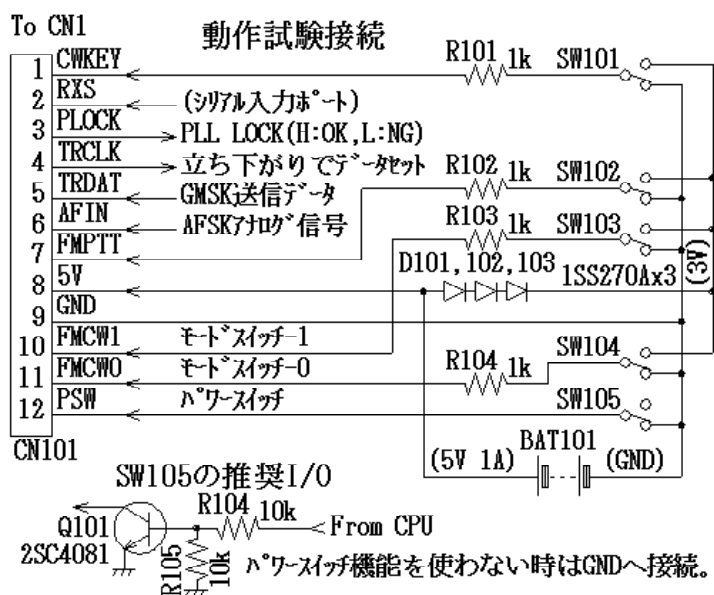 To CN1
動作試験接続
1 CWKEY R101 1k SW101
2 RXS (シリアル入力ポート)
3 PLOCK PLL LOCK(H:OK,L:NG)
4 TRCLK 立ち下がりでデータセット R102 1k SW102
5 TRDAT GMSK送信データ
6 AFIN AFSKアナログ信号 R103 1k SW103
7 FMPTT
D101,102,103 1SS270Ax3 (3V)
8 5V
9 GND
10 FMCW1 モードスイッチ-1
11 FMCW0 モードスイッチ-0 R104 1k SW104
12 PSW パワースイッチ SW105
CN101
(5V 1A) BAT101 (GND)
SW105の推奨I/O
R104 10k From CPU
Q101
2SC4081
R105 10k
パワースイッチ機能を使わない時はGNDへ接続。